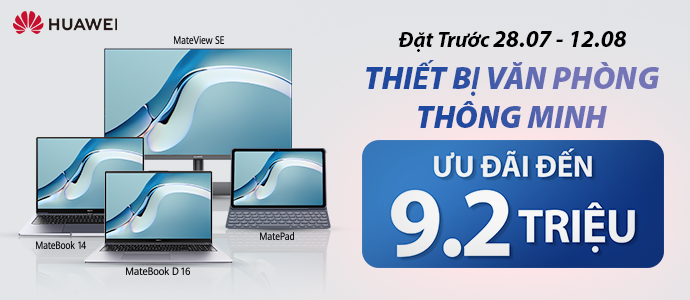 HUAWEI
MateView SE
MateBook 14
MateBook D 16
MatePad
Đặt Trước 28.07 - 12.08
THIẾT BỊ VĂN PHÒNG
THÔNG MINH
ƯU ĐÃI ĐẾN
9.2 TRIỆU